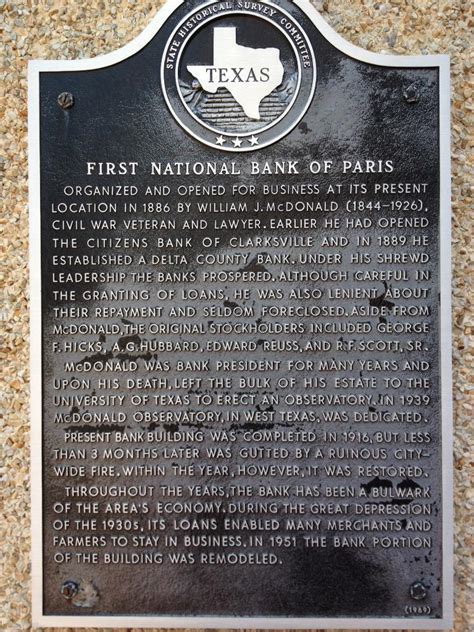 STATE HISTORICAL SURVEY COMMITTEE
TEXAS
FIRST NATIONAL BANK OF PARIS
ORGANIZED AND OPENED FOR BUSINESS AT ITS PRESENT
LOCATION IN 1886 BY WILLIAM J. McDONALD (1844-1926),
CIVIL WAR VETERAN AND LAWYER. EARLIER HE HAD OPENED
THE CITIZENS BANK OF CLARKSVILLE AND IN 1889 HE
ESTABLISHED A DELTA COUNTY BANK. UNDER HIS SHREWD
LEADERSHIP THE BANKS PROSPERED. ALTHOUGH CAREFUL IN
THE GRANTING OF LOANS, HE WAS ALSO LENIENT ABOUT
THEIR REPAYMENT AND SELDOM FORECLOSED. ASIDE FROM
McDONALD, THE ORIGINAL STOCKHOLDERS INCLUDED GEORGE
F. HICKS, A.G. HUBBARD, EDWARD REUSS, AND R.F. SCOTT, SR.
McDONALD WAS BANK PRESIDENT FOR MANY YEARS AND
UPON HIS DEATH, LEFT THE BULK OF HIS ESTATE TO THE
UNIVERSITY OF TEXAS TO ERECT AN OBSERVATORY. IN 1939
McDONALD OBSERVATORY, IN WEST TEXAS, WAS DEDICATED.
PRESENT BANK BUILDING WAS COMPLETED IN 1916, BUT LESS
THAN 3 MONTHS LATER WAS GUTTED BY A RUINOUS CITY-
WIDE FIRE. WITHIN THE YEAR, HOWEVER, IT WAS RESTORED.
THROUGHOUT THE YEARS, THE BANK HAS BEEN A BULWARK
OF THE AREA'S ECONOMY. DURING THE GREAT DEPRESSION
OF THE 1930s, ITS LOANS ENABLED MANY MERCHANTS AND
FARMERS TO STAY IN BUSINESS. IN 1951 THE BANK PORTION
OF THE BUILDING WAS REMODELED.
(1969)